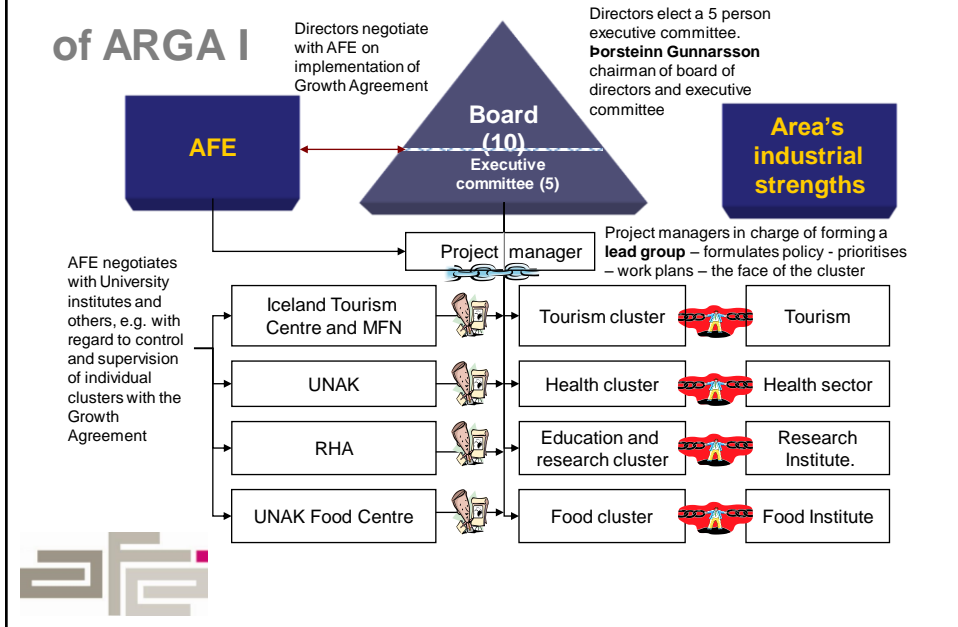 of ARGA I
Directors negotiate
with AFE on
implementation of
Growth Agreement
Directors elect a 5 person
executive committee.
Þorsteinn Gunnarsson
chairman of board of
directors and executive
committee
AFE
Board
(10)
Executive
committee (5)
Area's
industrial
strengths
Project manager
Project managers in charge of forming a
lead group – formulates policy - prioritises
– work plans – the face of the cluster
AFE negotiates
with University
institutes and
others, e.g. with
regard to control
and supervision
of individual
clusters with the
Growth
Agreement
Iceland Tourism
Centre and MFN
Tourism cluster
Tourism
UNAK
Health cluster
Health sector
RHA
Education and
research cluster
Research
Institute.
UNAK Food Centre
Food cluster
Food Institute
afe